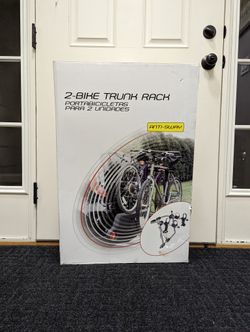 2-BIKE TRUNK RACK
PORTABICICLETAS
PARA 2 UNIDADES
ANTI-SWAY